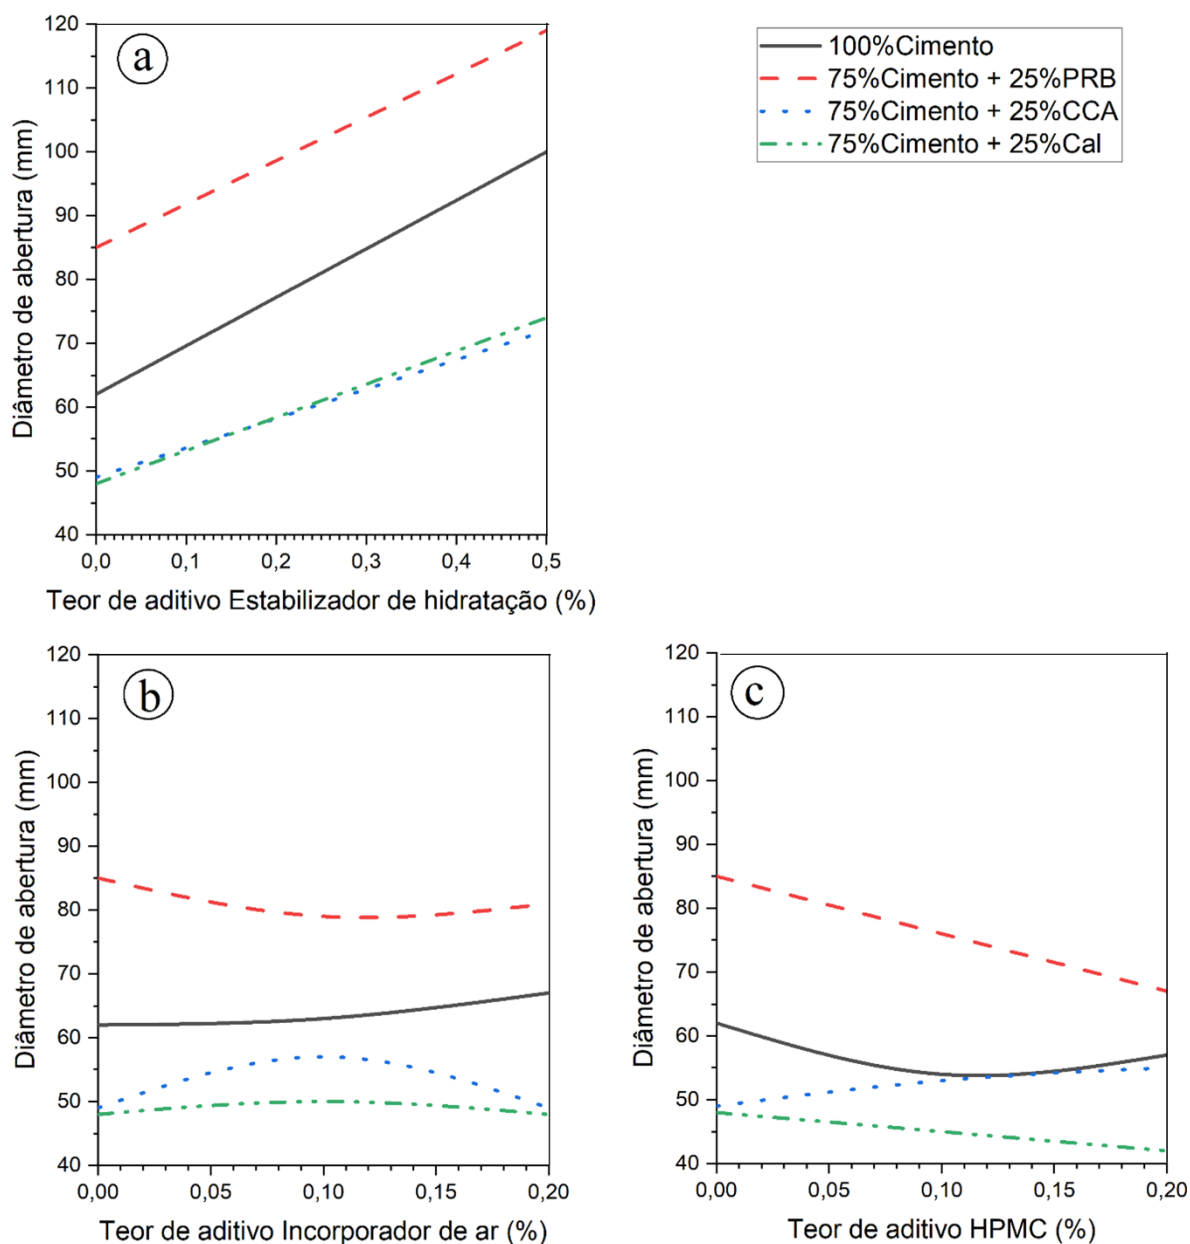 a
120
110
100
90
80
70
60
50
40
Diâmetro de abertura (mm)
0,0 0,1 0,2 0,3 0,4 0,5
Teor de aditivo Estabilizador de hidratação (%)
100%Cimento
75%Cimento + 25%PRB
75%Cimento + 25%CCA
75%Cimento + 25%Cal
b
120
110
100
90
80
70
60
50
40
Diâmetro de abertura (mm)
0,00 0,05 0,10 0,15 0,20
Teor de aditivo Incorporador de ar (%)
c
120
110
100
90
80
70
60
50
40
Diâmetro de abertura (mm)
0,00 0,05 0,10 0,15 0,20
Teor de aditivo HPMC (%)